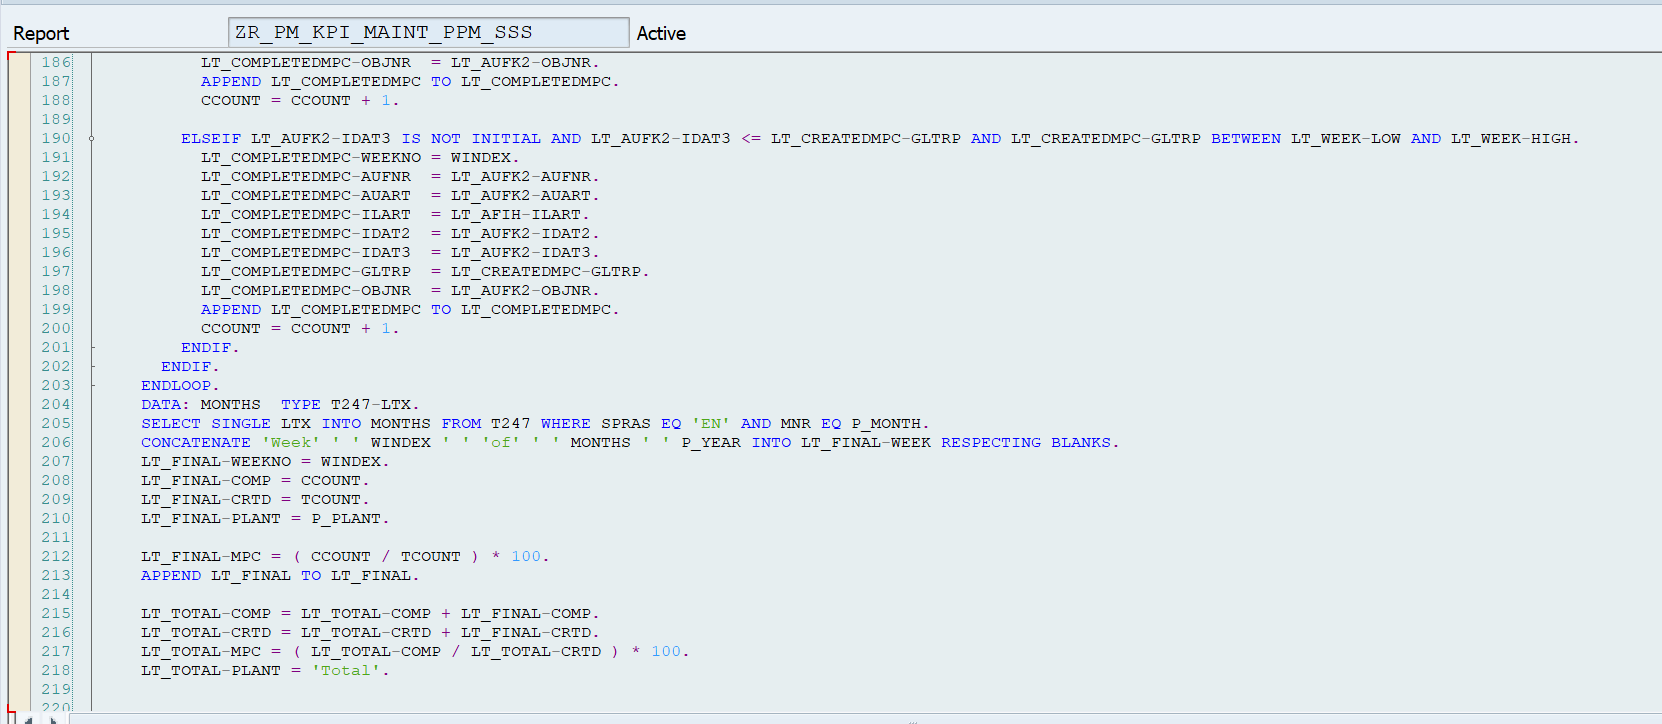 Report ZR_PM_KPI_MAINT_PPM_SSS Active
186 LT_COMPLETEDMPC-OBJNR = LT_AUFK2-OBJNR.
187 APPEND LT_COMPLETEDMPC TO LT_COMPLETEDMPC.
188 CCOUNT = CCOUNT + 1.
189
190 ELSEIF LT_AUFK2-IDAT3 IS NOT INITIAL AND LT_AUFK2-IDAT3 <= LT_CREATEDMPC-GLTRP AND LT_CREATEDMPC-GLTRP BETWEEN LT_WEEK-LOW AND LT_WEEK-HIGH.
191 LT_COMPLETEDMPC-WEEKNO = WINDEX.
192 LT_COMPLETEDMPC-AUFNR = LT_AUFK2-AUFNR.
193 LT_COMPLETEDMPC-AUART = LT_AUFK2-AUART.
194 LT_COMPLETEDMPC-ILART = LT_AFIH-ILART.
195 LT_COMPLETEDMPC-IDAT2 = LT_AUFK2-IDAT2.
196 LT_COMPLETEDMPC-IDAT3 = LT_AUFK2-IDAT3.
197 LT_COMPLETEDMPC-GLTRP = LT_CREATEDMPC-GLTRP.
198 LT_COMPLETEDMPC-OBJNR = LT_AUFK2-OBJNR.
199 APPEND LT_COMPLETEDMPC TO LT_COMPLETEDMPC.
200 CCOUNT = CCOUNT + 1.
201 ENDIF.
202 ENDIF.
203 ENDLOOP.
204 DATA: MONTHS TYPE T247-LTX.
205 SELECT SINGLE LTX INTO MONTHS FROM T247 WHERE SPRAS EQ 'EN' AND MNR EQ P_MONTH.
206 CONCATENATE 'Week' ' ' WINDEX ' ' 'of' ' ' MONTHS ' ' P_YEAR INTO LT_FINAL-WEEK RESPECTING BLANKS.
207 LT_FINAL-WEEKNO = WINDEX.
208 LT_FINAL-COMP = CCOUNT.
209 LT_FINAL-CRTD = TCOUNT.
210 LT_FINAL-PLANT = P_PLANT.
211
212 LT_FINAL-MPC = ( CCOUNT / TCOUNT ) * 100.
213 APPEND LT_FINAL TO LT_FINAL.
214
215 LT_TOTAL-COMP = LT_TOTAL-COMP + LT_FINAL-COMP.
216 LT_TOTAL-CRTD = LT_TOTAL-CRTD + LT_FINAL-CRTD.
217 LT_TOTAL-MPC = ( LT_TOTAL-COMP / LT_TOTAL-CRTD ) * 100.
218 LT_TOTAL-PLANT = 'Total'.
219
220